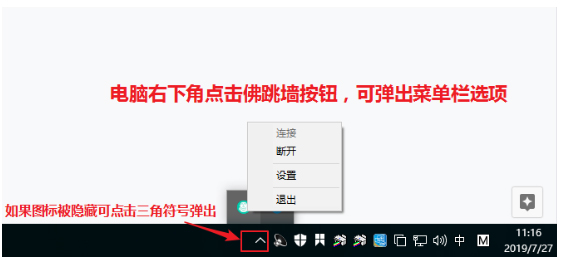 电脑右下角点击佛跳墙按钮，可弹出菜单栏选项
连接
断开
设置
退出
如果图标被隐藏可点击三角符号弹出
中 M
11:16
2019/7/27